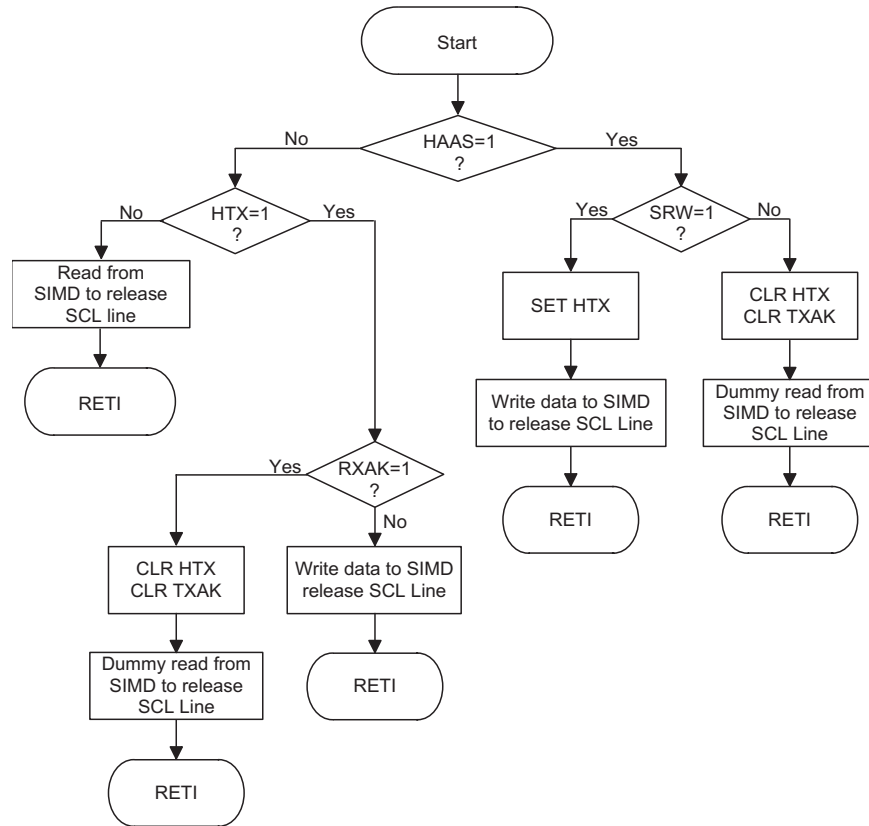 Start
HAAS=1
?
No
Yes
HTX=1
?
No
Yes
SRW=1
?
Yes
No
Read from
SIMD to release
SCL line
RETI
SET HTX
Write data to SIMD
to release SCL Line
RETI
CLR HTX
CLR TXAK
Dummy read from
SIMD to release
SCL Line
RETI
RXAK=1
?
Yes
No
CLR HTX
CLR TXAK
Dummy read from
SIMD to release
SCL Line
RETI
Write data to SIMD
release SCL Line
RETI